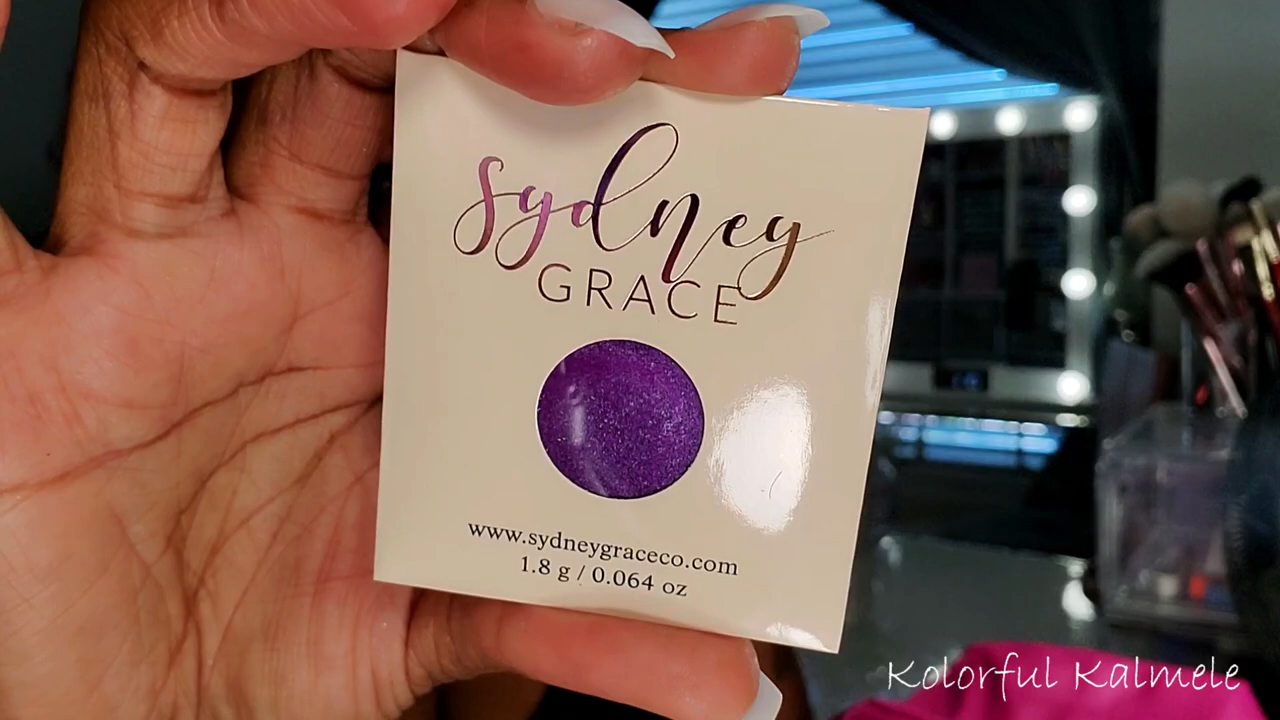 sydney
GRACE
www.sydneygraceco.com
1.8 g / 0.064 oz
Kolorful Kalmele